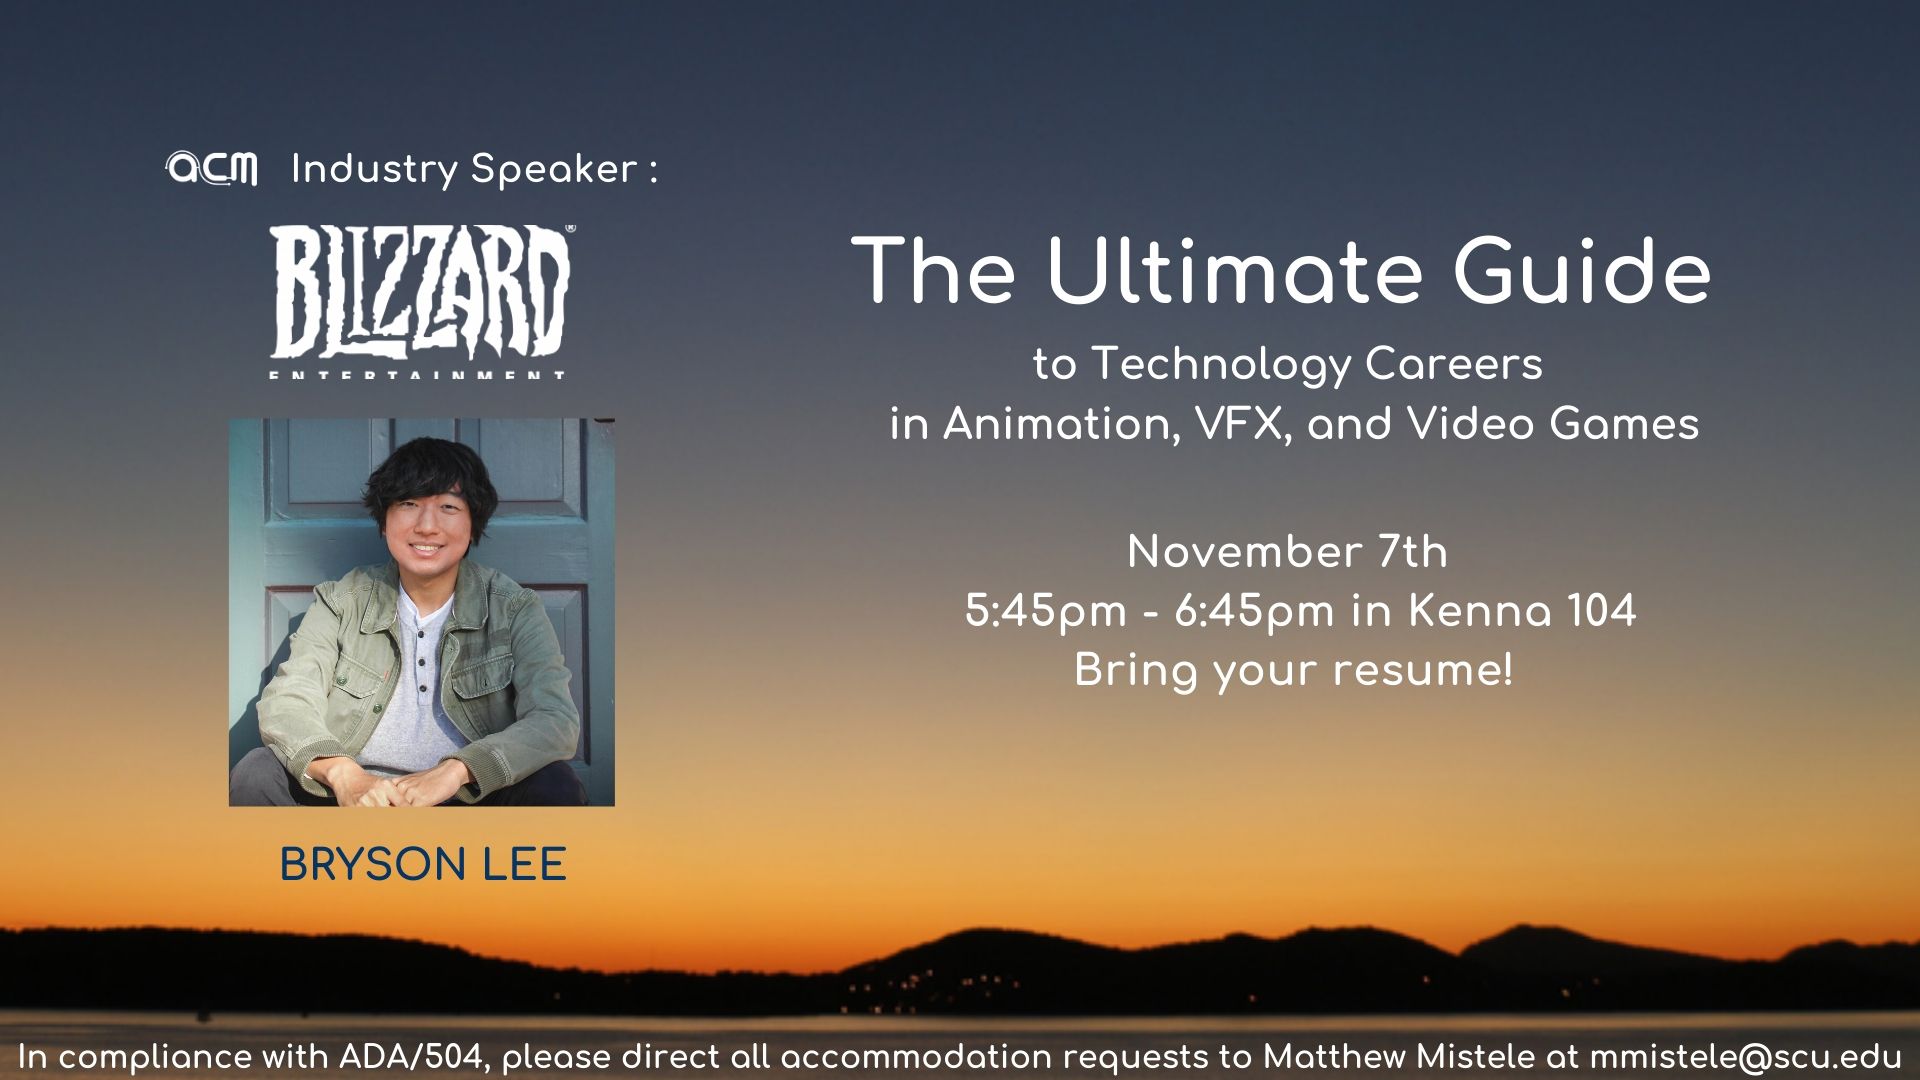 acm Industry Speaker :
BLIZZARD®
ENTERTAINMENT
BRYSON LEE
The Ultimate Guide
to Technology Careers
in Animation, VFX, and Video Games
November 7th
5:45pm - 6:45pm in Kenna 104
Bring your resume!
In compliance with ADA/504, please direct all accommodation requests to Matthew Mistele at mmistele@scu.edu